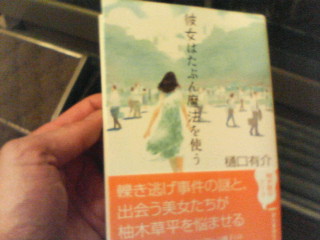 彼女はたぶん魔法を使う
樋口有介
轢き逃げ事件の謎と、
出会う美女たちが
柚木草平を悩ませる